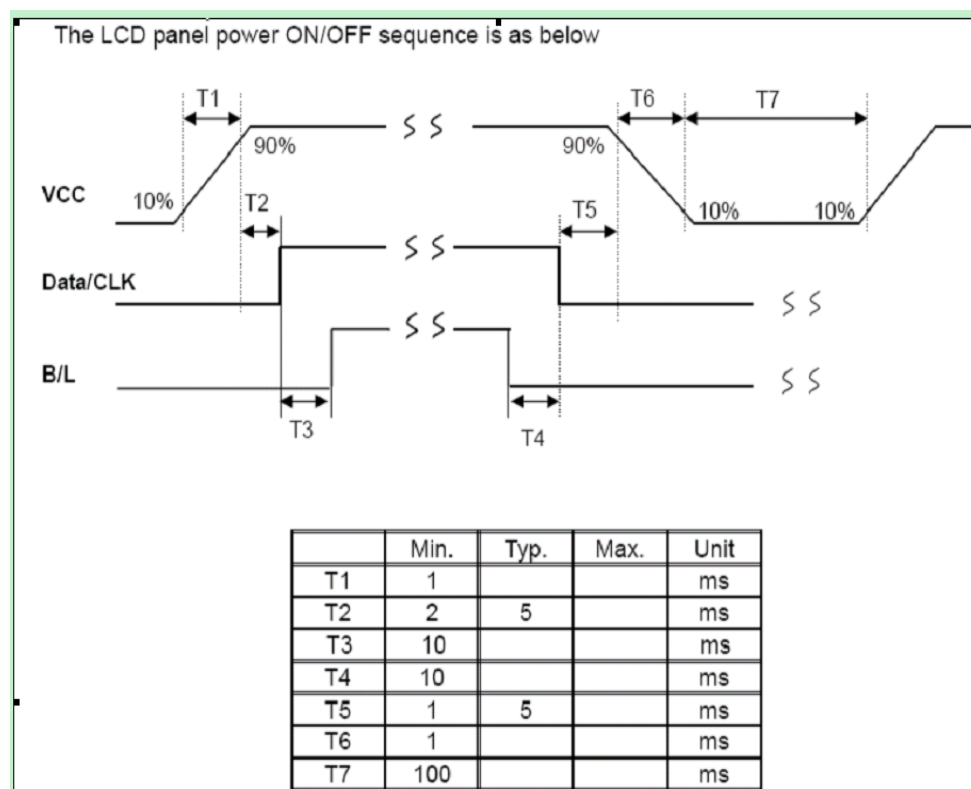 The LCD panel power ON/OFF sequence is as below
T1
T6
T7
90%
90%
VCC
10%
T2
T5
10%
10%
Data/CLK
B/L
T3
T4
Min. Typ. Max. Unit
T1 1 ms
T2 2 5 ms
T3 10 ms
T4 10 ms
T5 1 5 ms
T6 1 ms
T7 100 ms